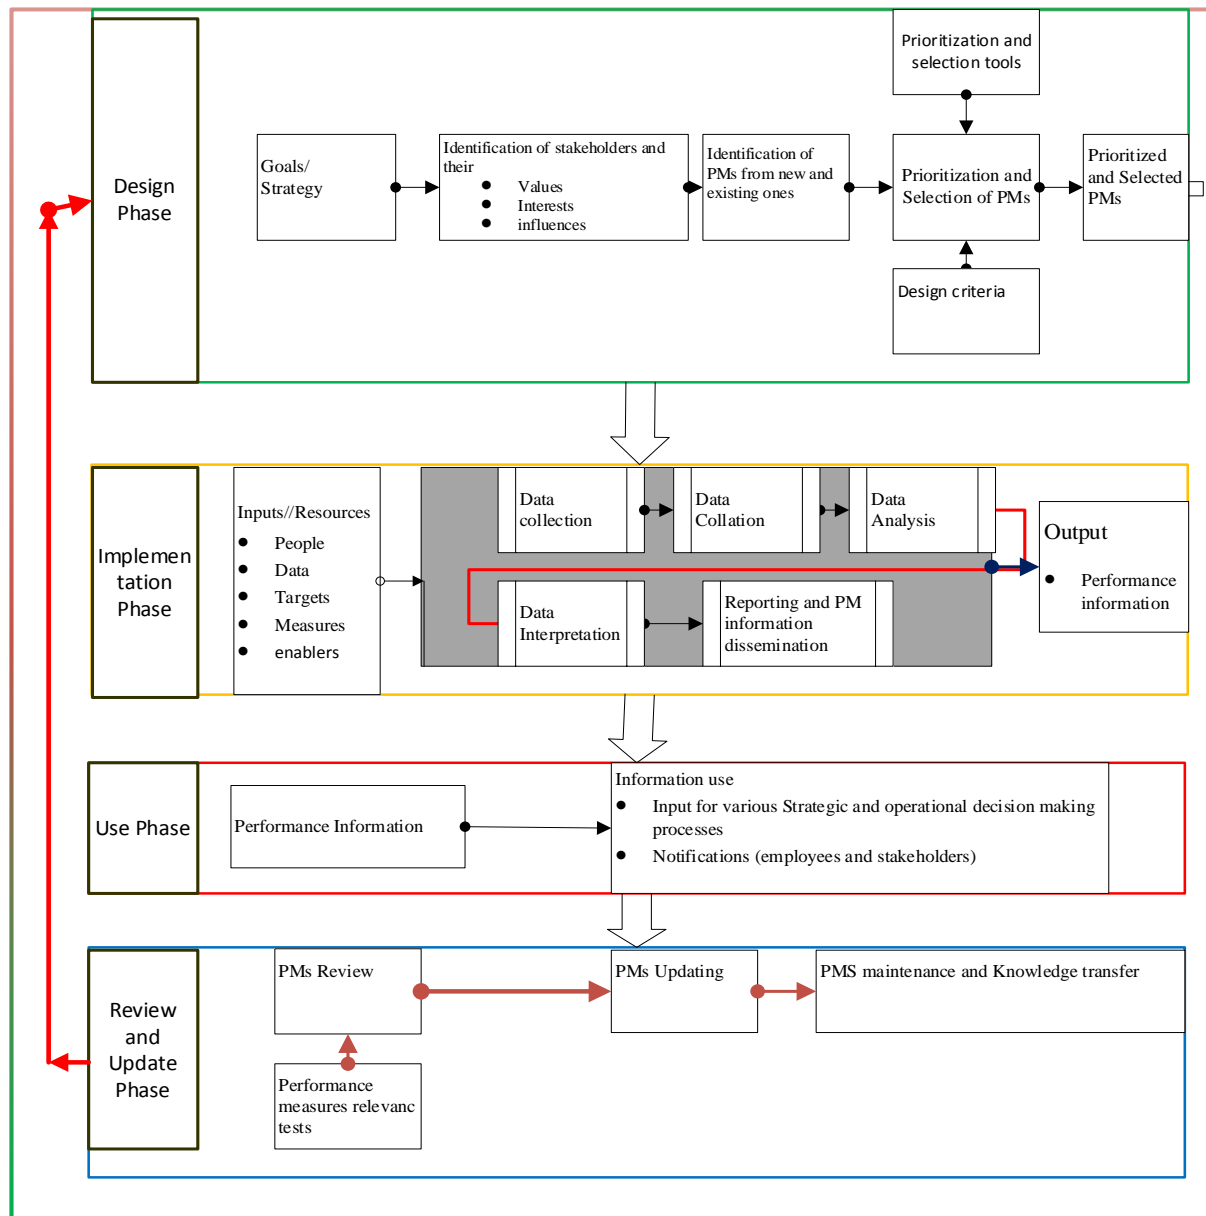 Design
Phase
Goals/
Strategy
Identification of stakeholders and
their
● Values
● Interests
● influences
Identification of
PMs from new and
existing ones
Prioritization and
selection tools
Prioritization and
Selection of PMs
Design criteria
Prioritized
and Selected
PMs
Implemen
tation
Phase
Inputs//Resources
● People
● Data
● Targets
● Measures
● enablers
Data
collection
Data
Collation
Data
Analysis
Data
Interpretation
Reporting and PM
information
dissemination
Output
● Performance
information
Use Phase
Performance Information
Information use
● Input for various Strategic and operational decision making
processes
● Notifications (employees and stakeholders)
Review
and
Update
Phase
PMs Review
PMs Updating
PMS maintenance and Knowledge transfer
Performance
measures relevanc
tests